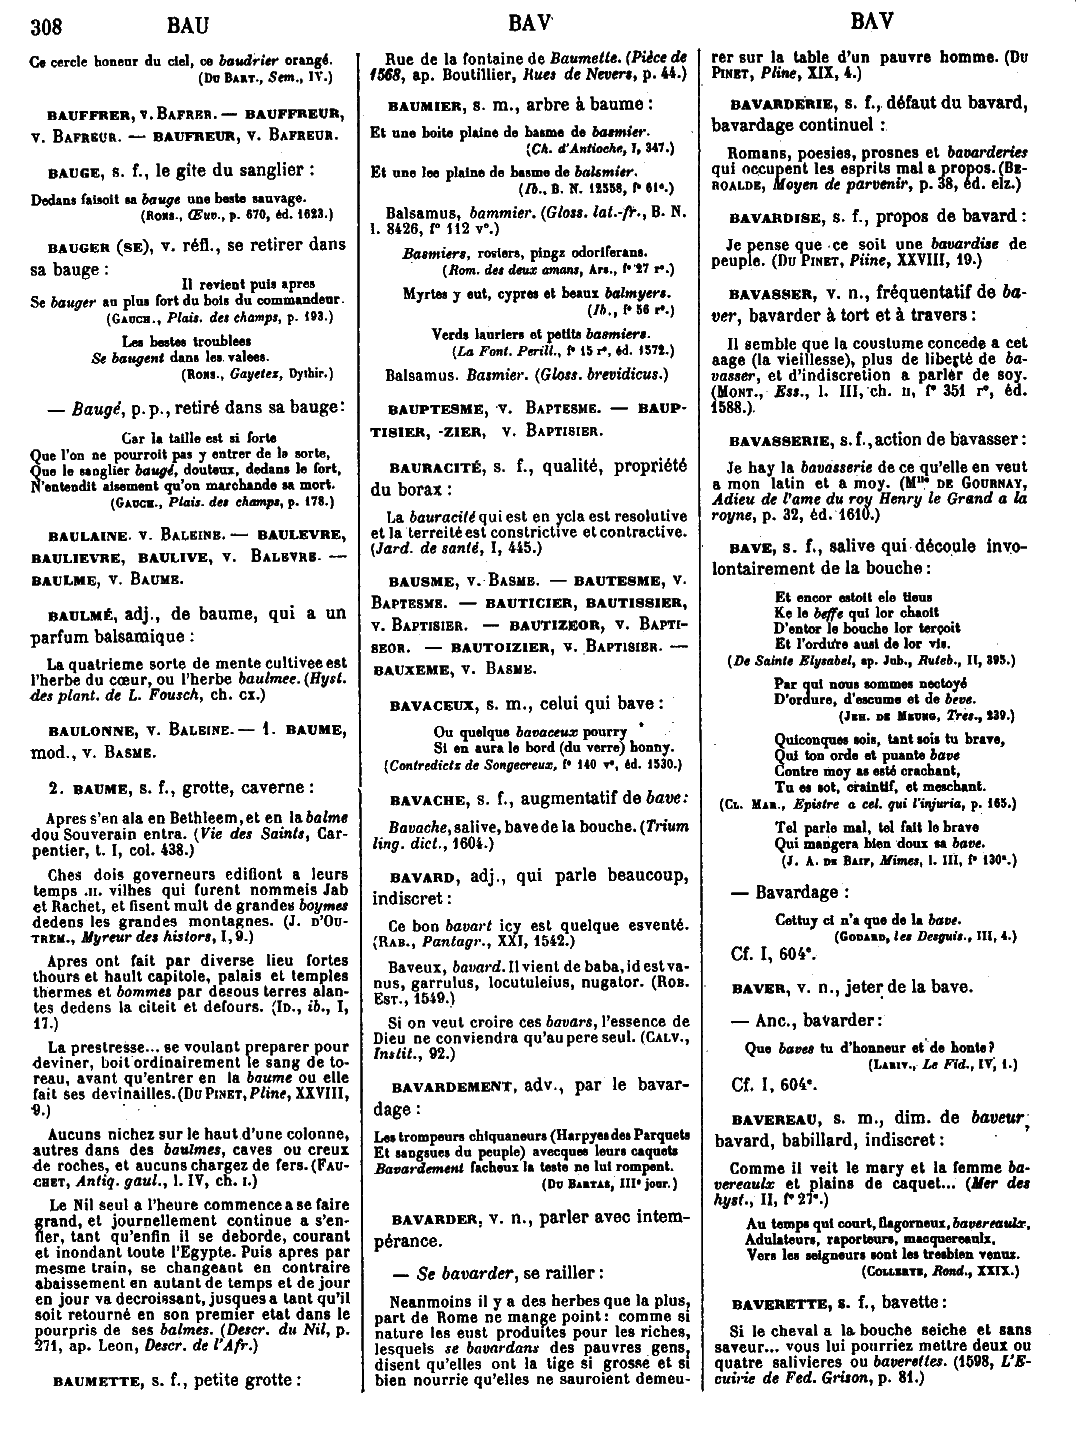 308 BAU BAV BAV
Ce cercle honeur du ciel, ce baudrier orangé.
(DU BART., Sem., IV.)
BAUFFRER, V. BAFRER. — BAUFFREUR,
V. BAFREUR. — BAUFREUR, V. BAFREUR.
BAUGE, s. f., le gîte du sanglier :
Dedans faisoit sa bauge une beste sauvage.
(RONS., Œuv., p. 670, éd. 1623.)
BAUGER (SE), v. réfl., se retirer dans
sa bauge :
Il revient puis apres
Se bauger au plus fort du bois du commandeur.
(GAUCH., Plais. des champs, p. 193.)
Les bestes troublees
Se baugent dans les valees.
(RONS., Gayetez, Dythir.)
— Baugé, p. p., retiré dans sa bauge :
Car la taille est si forte
Que l'on ne pourroit pas y entrer de la sorte,
Que le sanglier baugé, douteux, dedans le fort,
N'entendit aisement qu'on marchande sa mort.
(GAUCH., Plais. des champs, p. 178.)
BAULAINE. V. BALEINE. — BAULEVRE,
BAULIEVRE, BAULIVE, V. BALEVRE. —
BAULME, V. BAUME.
BAULMÉ, adj., de baume, qui a un
parfum balsamique :
La quatrieme sorte de mente cultivee est
l'herbe du cœur, ou l'herbe baulmee. (Hyst.
des plant. de L. Fousch, ch. CX.)
BAULONNE, V. BALEINE. — 1. BAUME,
mod., v. BASME.
2. BAUME, s. f., grotte, caverne :
Apres s'en ala en Bethleem, et en la balme
dou Souverain entra. (Vie des Saints, Car-
pentier, t. I, col. 438.)
Ches dois governeurs edifiont a leurs
temps .II. vilhes qui furent nommeis Jab
et Rachet, et fisent mult de grandes boymes
dedens les grandes montagnes. (J. D'OU-
TREM., Myreur des histors, I, 9.)
Apres ont fait par diverse lieu fortes
thours et hault capitole, palais et temples
thermes et bommes par desous terres alan-
tes dedens la citeit et defours. (ID., ib., I,
17.)
La prestresse... se voulant preparer pour
deviner, boit ordinairement le sang de to-
reau, avant qu'entrer en la baume ou elle
fait ses devinailles. (DU PINET, Pline, XXVIII,
9.)
Aucuns nichez sur le haut d'une colonne,
autres dans des baulmes, caves ou creux
de roches, et aucuns chargez de fers. (FAU-
CHET, Antiq. gaul., l. IV, ch. I.)
Le Nil seul a l'heure commence a se faire
grand, et journellement continue a s'en-
fler, tant qu'enfin il se deborde, courant
et inondant toute l'Egypte. Puis apres par
mesme train, se changeant en contraire
abaissement en autant de temps et de jour
en jour va decroissant, jusques a tant qu'il
soit retourné en son premier etat dans le
pourpris de ses balmes. (Descr. du Nil, p.
271, ap. Leon, Descr. de l'Afr.)
BAUMETTE, s. f., petite grotte :
Rue de la fontaine de Baumette. (Pièce de
1568, ap. Boutillier, Rues de Nevers, p. 44.)
BAUMIER, s. m., arbre à baume :
Et une boite plaine de basme de basmier.
(Ch. d'Antioche, I, 347.)
Et une lee plaine de basme de balsmier.
(Ib., B. N. 12558, f° 61ᵃ.)
Balsamus, bammier. (Gloss. lat.-fr., B. N.
l. 8426, f° 112 v°.)
Basmiers, rosiers, pingz odoriferans.
(Rom. des deux amans, Ars., f° 27 r°.)
Myrtes y eut, cypres et beaux balmyers.
(Ib., f° 56 r°.)
Verds lauriers et petits basmiers.
(La Font. Perill., f° 15 r°, éd. 1572.)
Balsamus. Basmier. (Gloss. brevidicus.)
BAUPTESME, V. BAPTESME. — BAUP-
TISIER, -ZIER, V. BAPTISIER.
BAURACITÉ, s. f., qualité, propriété
du borax :
La bauracité qui est en ycla est resolutive
et la terreité est constrictive et contractive.
(Jard. de santé, I, 445.)
BAUSME, V. BASME. — BAUTESME, V.
BAPTESME. — BAUTICIER, BAUTISSIER,
V. BAPTISIER. — BAUTIZEOR, V. BAPTI-
SEOR. — BAUTOIZIER, V. BAPTISIER. —
BAUXEME, V. BASME.
BAVACEUX, s. m., celui qui bave :
Ou quelque bavaceux pourry
Si en aura le bord (du verre) honny.
(Contredictz de Songecreux, f° 140 v°, éd. 1530.)
BAVACHE, s. f., augmentatif de bave :
Bavache, salive, bave de la bouche. (Trium
ling. dict., 1604.)
BAVARD, adj., qui parle beaucoup,
indiscret :
Ce bon bavart icy est quelque esventé.
(RAB., Pantagr., XXI, 1542.)
Baveux, bavard. Il vient de baba, id est va-
nus, garrulus, locutuleius, nugator. (ROB.
EST., 1549.)
Si on veut croire ces bavars, l'essence de
Dieu ne conviendra qu'au pere seul. (CALV.,
Instit., 92.)
BAVARDEMENT, adv., par le bavar-
dage :
Les trompeurs chiquaneurs (Harpyes des Parquets
Et sangsues du peuple) avecques leurs caquets
Bavardement facheux la teste ne lui rompent.
(DU BARTAS, IIIᵉ jour.)
BAVARDER, v. n., parler avec intem-
pérance.
— Se bavarder, se railler :
Neanmoins il y a des herbes que la plus
part de Rome ne mange point : comme si
nature les eust produites pour les riches,
lesquels se bavardans des pauvres gens,
disent qu'elles ont la tige si grosse et si
bien nourrie qu'elles ne sauroient demeu-
rer sur la table d'un pauvre homme. (DU
PINET, Pline, XIX, 4.)
BAVARDERIE, s. f., défaut du bavard,
bavardage continuel :
Romans, poesies, prosnes et bavarderies
qui occupent les esprits mal a propos. (BE-
ROALDE, Moyen de parvenir, p. 38, éd. elz.)
BAVARDISE, s. f., propos de bavard :
Je pense que ce soit une bavardise de
peuple. (DU PINET, Pline, XXVIII, 19.)
BAVASSER, v. n., fréquentatif de ba-
ver, bavarder à tort et à travers :
Il semble que la coustume concede a cet
aage (la vieillesse), plus de liberté de ba-
vasser, et d'indiscretion a parler de soy.
(MONT., Ess., l. III, ch. II, f° 351 r°, éd.
1588.)
BAVASSERIE, s. f., action de bavasser :
Je hay la bavasserie de ce qu'elle en veut
a mon latin et a moy. (Mˡˡᵉ DE GOURNAY,
Adieu de l'ame du roy Henry le Grand a la
royne, p. 32, éd. 1610.)
BAVE, s. f., salive qui découle invo-
lontairement de la bouche :
Et encor estoit ele tieus
Ke le beffe qui lor chaoit
D'entor le bouche lor terçoit
Et l'ordure ausi de lor vis.
(De Sainte Elysabel, ap. Jub., Ruteb., II, 395.)
Par qui nous sommes nectoyé
D'ordure, d'escume et de beve.
(JEH. DE MEUNG, Tres., 239.)
Quiconques sois, tant sois tu brave,
Qui ton orde et puante bave
Contre moy as esté crachant,
Tu es sot, craintif, et meschant.
(CL. MAR., Epistre a cel. qui l'injuria, p. 165.)
Tel parle mal, tel fait le brave
Qui mangera bien doux sa bave.
(J. A. DE BAIF, Mimes, l. III, f° 130ᵃ.)
— Bavardage :
Cettuy ci n'a que de la bave.
(GODARD, les Desguis., III, 4.)
Cf. I, 604ᵃ.
BAVER, v. n., jeter de la bave.
— Anc., bavarder :
Que baves tu d'honneur et de honte ?
(LARIV., Le Fid., IV, 1.)
Cf. I, 604ᵃ.
BAVEREAU, s. m., dim. de baveur,
bavard, babillard, indiscret :
Comme il veit le mary et la femme ba-
vereaulx et plains de caquet... (Mer des
hyst., II, f° 27ᵃ.)
Au temps qui court, flagorneux, bavereaulx,
Adulateurs, raporteurs, macquereaulx,
Vers les seigneurs sont les tresbien venuz.
(COLLERYE, Rond., XXIX.)
BAVERETTE, s. f., bavette :
Si le cheval a la bouche seiche et sans
saveur... vous lui pourriez mettre deux ou
quatre salivieres ou baverettes. (1598, L'E-
cuirie de Fed. Grison, p. 81.)